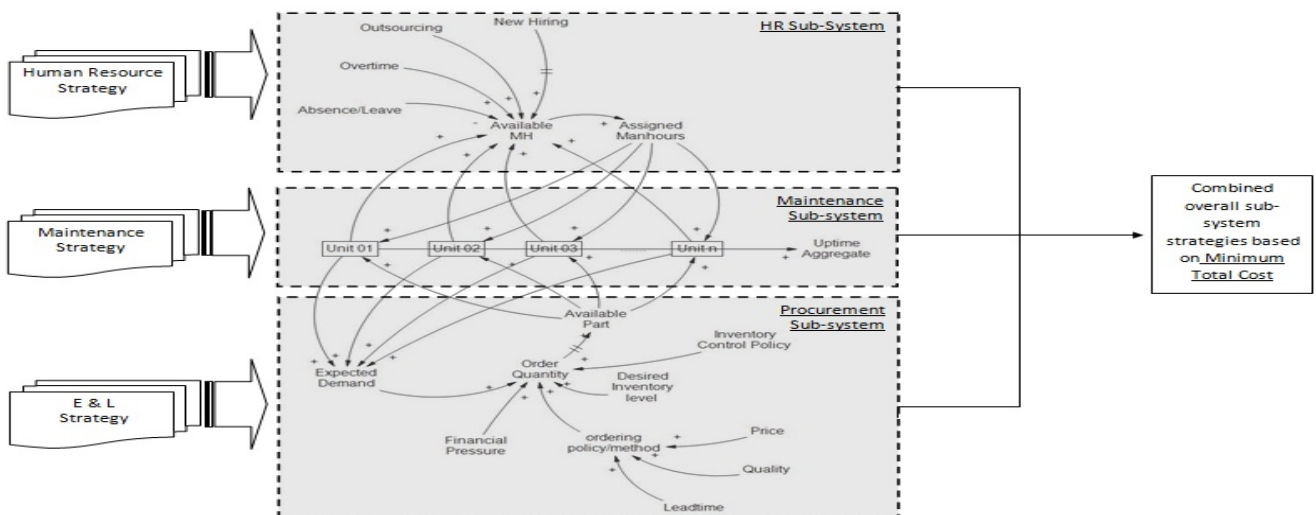 Human Resource
Strategy
Maintenance
Strategy
E & L
Strategy
HR Sub-System
New Hiring
Outsourcing
Overtime
Absence/Leave
Available
MH
Assigned
Manhours
Maintenance
Sub-system
Unit 01
Unit 02
Unit 03
Unit n
Uptime
Aggregate
Procurement
Sub-system
Available
Part
Inventory
Control Policy
Order
Quantity
Expected
Demand
Desired
Inventory
level
Financial
Pressure
ordering
policy/method
Price
Quality
Leadtime
Combined
overall sub-
system
strategies based
on Minimum
Total Cost